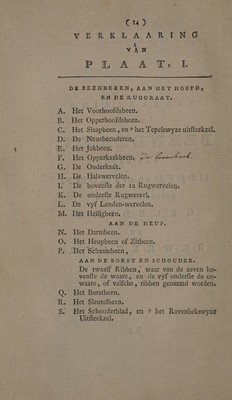 ( 14 )
VERKLAARING
VAN
PLAAT, I.
DE BEENDEREN, AAN HET HOOFD,
EN DE RUGGRAAT.
A. Het Voorhoofdsbeen.
B. Het Opperhoofdsbeen.
C. Het Slaapbeen, en * het Tepelswyze uitsteekzel.
D. De Neusbeenderen.
E. Het Jukbeen.
F. Het Opperkaakbeen, De
G. De Onderkaak.
H. De Halswervelen.
I. De bovenste der 12 Rugwervelen.
K. De onderste Rugwervel.
L. De vyf Lenden-wervelen.
M. Het Heiligbeen.
AAN DE HEUP.
N. Het Darmbeen.
O. Het Heupbeen of Zitbeen.
P. Het Schaambeen,
AAN DE BORST EN SCHOUDER.
De twaalf Ribben, waar van de zeven bo-
venste de waare, en de vyf onderste de on-
waare, of valsche, ribben genaamd worden.
Q. Het Borstbeen.
R. Het Sleutelbeen.
S. Het Schouderblad, en * het Ravenbekswyze
Uitsteekzel.